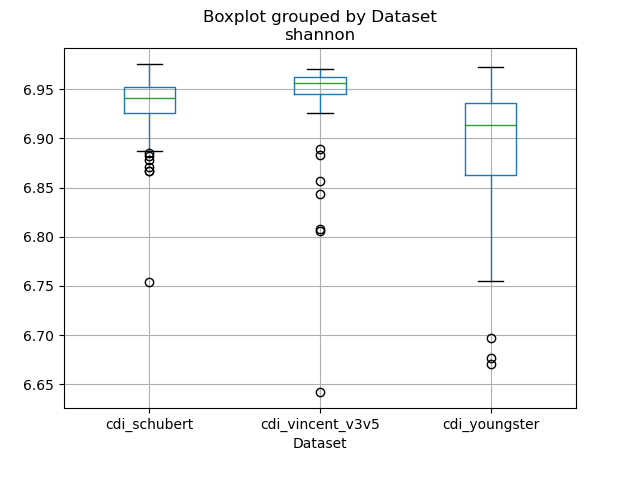 Boxplot grouped by Dataset
shannon
6.95
6.90
6.85
6.80
6.75
6.70
6.65
cdi_schubert
cdi_vincent_v3v5
cdi_youngster
Dataset